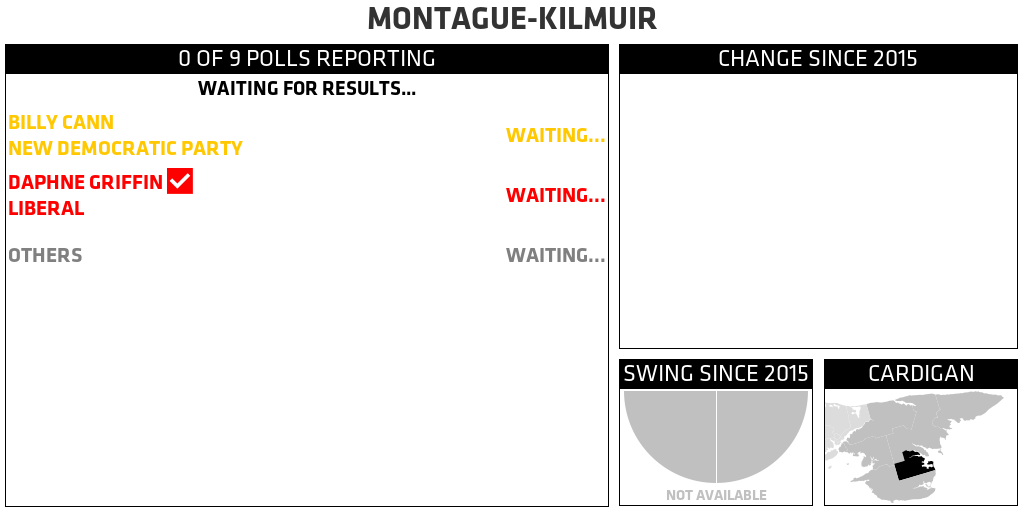 MONTAGUE-KILMUIR
0 OF 9 POLLS REPORTING
WAITING FOR RESULTS...
BILLY CANN
NEW DEMOCRATIC PARTY
WAITING...
DAPHNE GRIFFIN
LIBERAL
WAITING...
OTHERS
WAITING...
CHANGE SINCE 2015
SWING SINCE 2015
NOT AVAILABLE
CARDIGAN